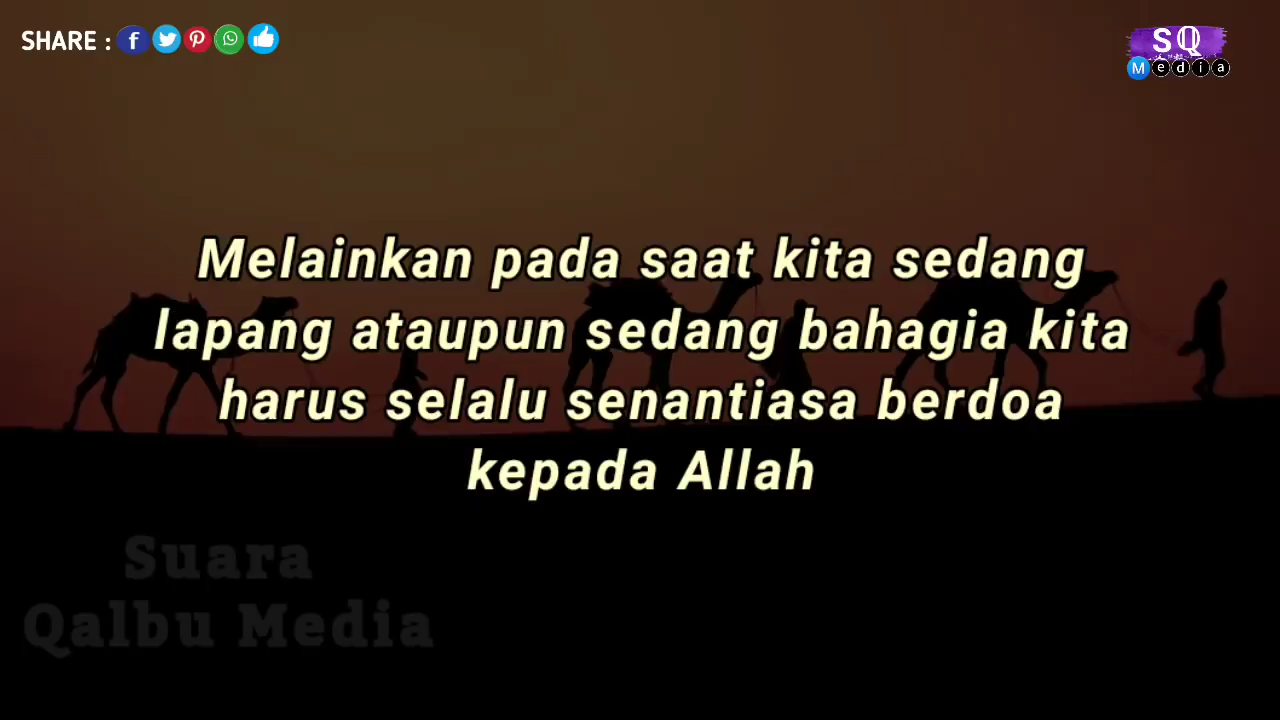 SHARE :
SQ
Media
Melainkan pada saat kita sedang
lapang ataupun sedang bahagia kita
harus selalu senantiasa berdoa
kepada Allah
Suara
Qalbu Media